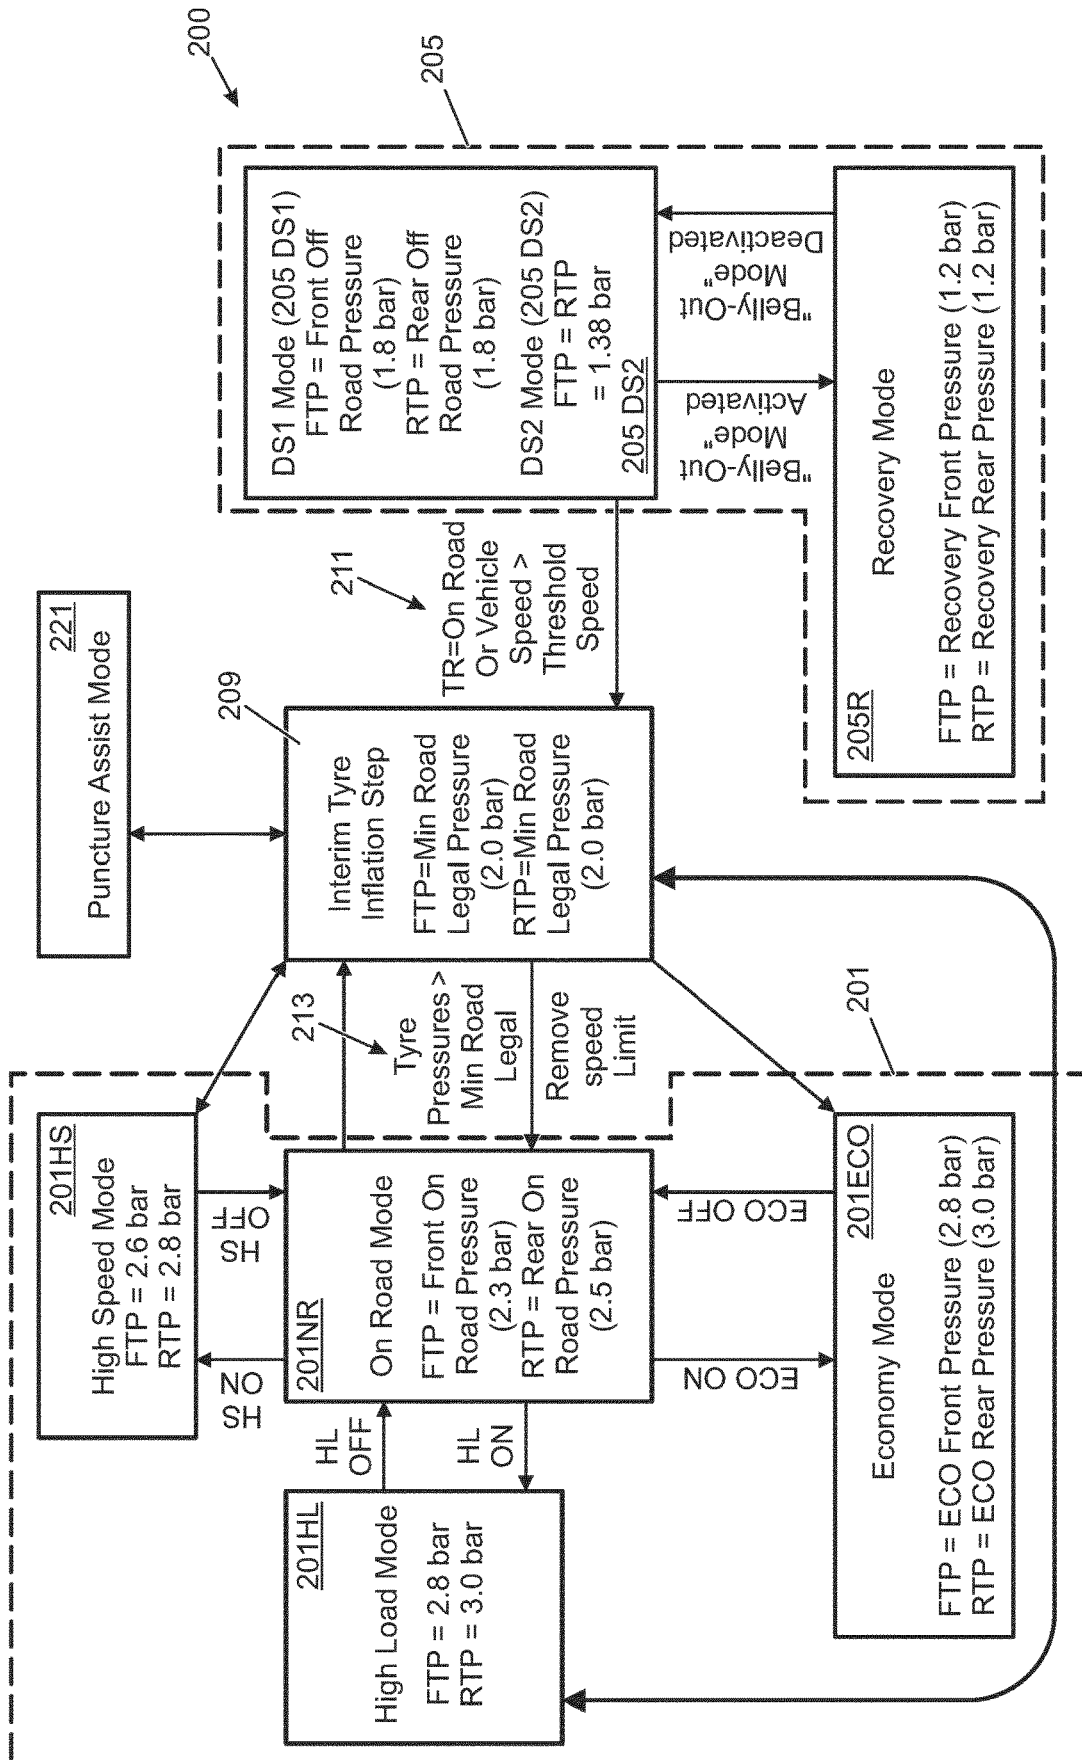 200
205
DS1 Mode (205 DS1)
FTP = Front Off
Road Pressure
(1.8 bar)
RTP = Rear Off
Road Pressure
(1.8 bar)
DS2 Mode (205 DS2)
FTP = RTP
= 1.38 bar
205 DS2
"Belly-Out
Mode"
Activated
"Belly-Out
Mode"
Deactivated
205R
Recovery Mode
FTP = Recovery Front Pressure (1.2 bar)
RTP = Recovery Rear Pressure (1.2 bar)
211
TR=On Road
Or Vehicle
Speed >
Threshold
Speed
221
Puncture Assist Mode
209
Interim Tyre
Inflation Step
FTP=Min Road
Legal Pressure
(2.0 bar)
RTP=Min Road
Legal Pressure
(2.0 bar)
213
Tyre
Pressures >
Min Road
Legal
Remove
speed
Limit
201
201HS
High Speed Mode
FTP = 2.6 bar
RTP = 2.8 bar
HS
ON
HS
OFF
201NR
On Road Mode
FTP = Front On
Road Pressure
(2.3 bar)
RTP = Rear On
Road Pressure
(2.5 bar)
HL
OFF
HL
ON
201HL
High Load Mode
FTP = 2.8 bar
RTP = 3.0 bar
ECO ON
ECO OFF
201ECO
Economy Mode
FTP = ECO Front Pressure (2.8 bar)
RTP = ECO Rear Pressure (3.0 bar)